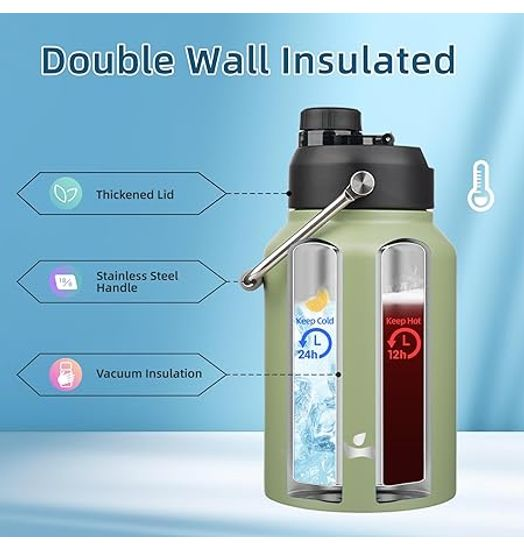 Double Wall Insulated
Thickened Lid
Stainless Steel
Handle
Vacuum Insulation
Keep Cold
24h
Keep Hot
12h